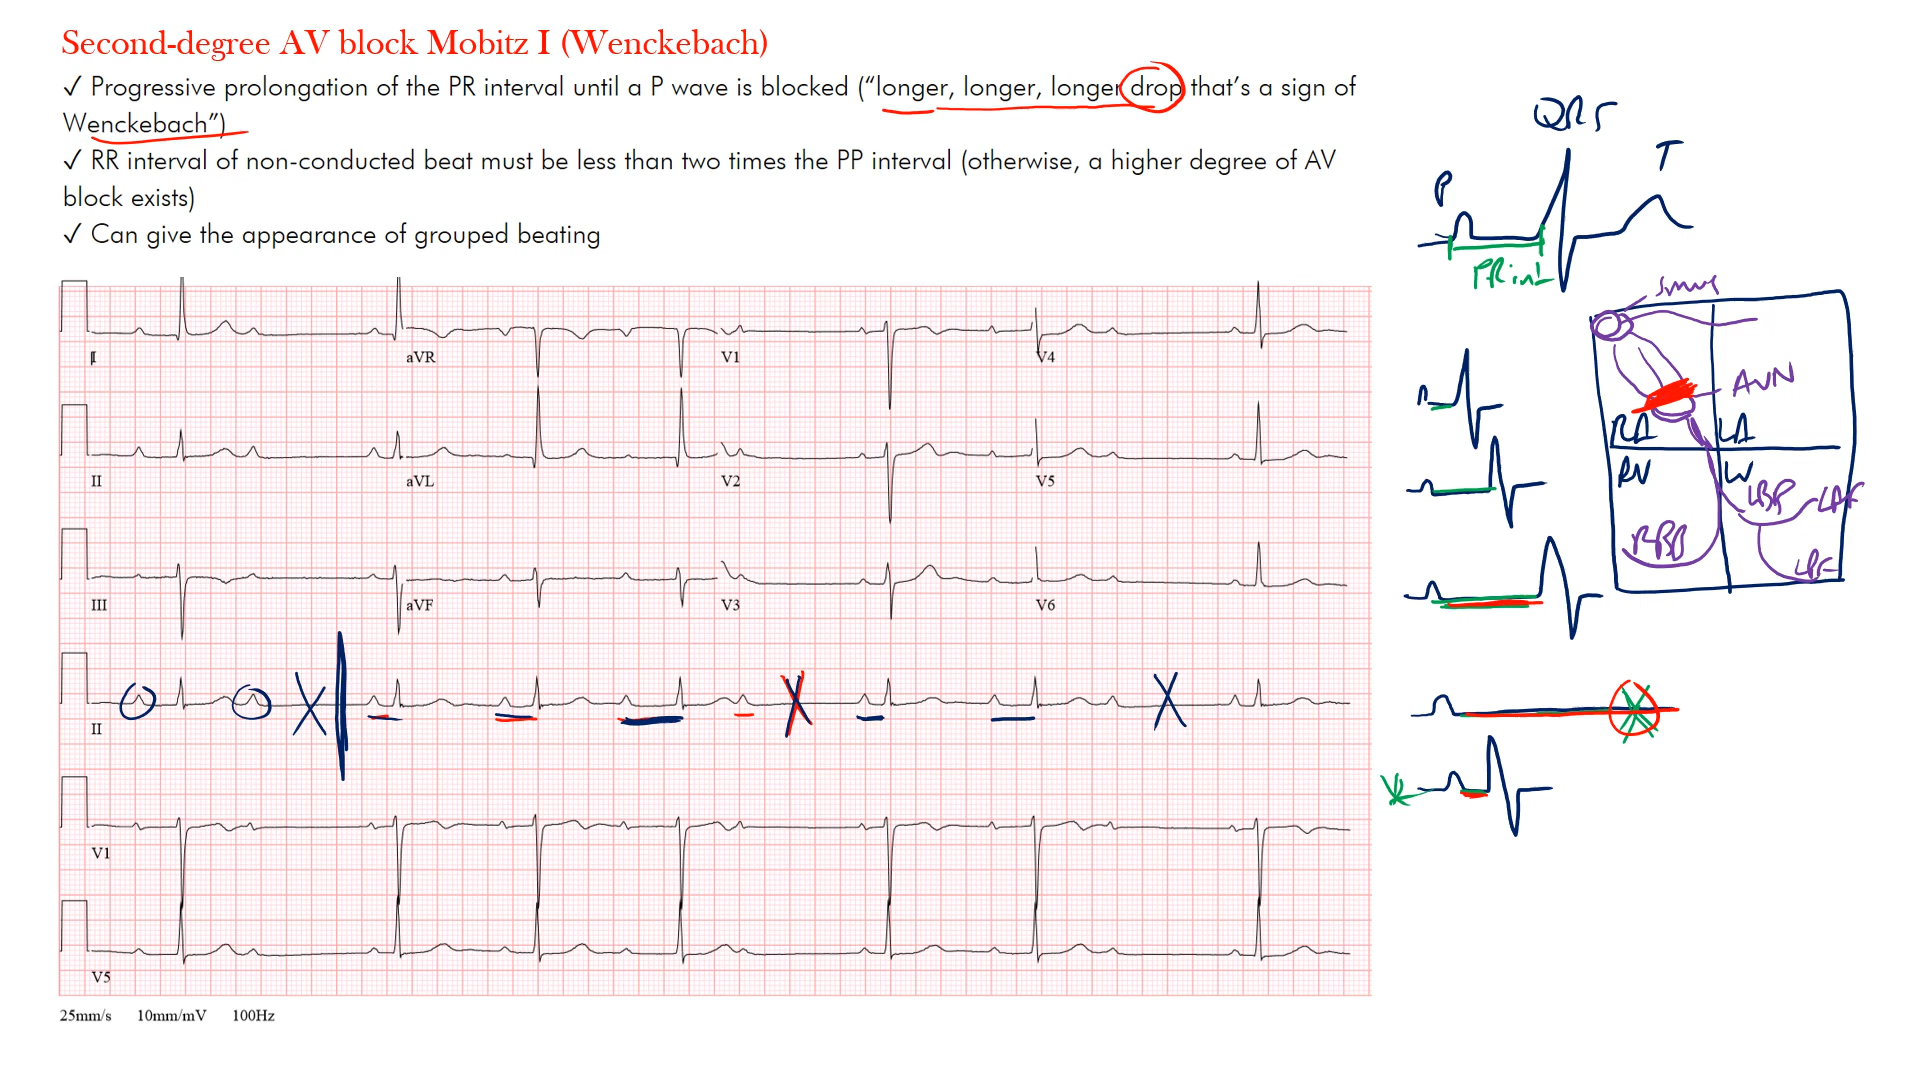 Second-degree AV block Mobitz I (Wenckebach)
✓ Progressive prolongation of the PR interval until a P wave is blocked (“longer, longer, longer drop that’s a sign of
Wenckebach”)
✓ RR interval of non-conducted beat must be less than two times the PP interval (otherwise, a higher degree of AV
block exists)
✓ Can give the appearance of grouped beating
QRS
P
T
PR int
AVN
RA
LA
RV
LAF
RBB
LPF
I
aVR
V1
V4
II
aVL
V2
V5
III
aVF
V3
V6
II
V1
V5
25mm/s 10mm/mV 100Hz